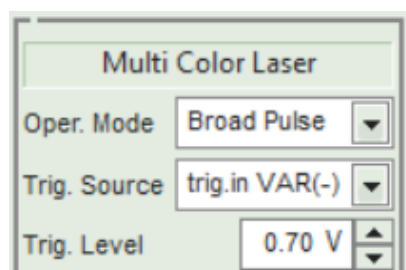 Multi Color Laser
Oper. Mode Broad Pulse
Trig. Source trig.in VAR(-)
Trig. Level 0.70 V